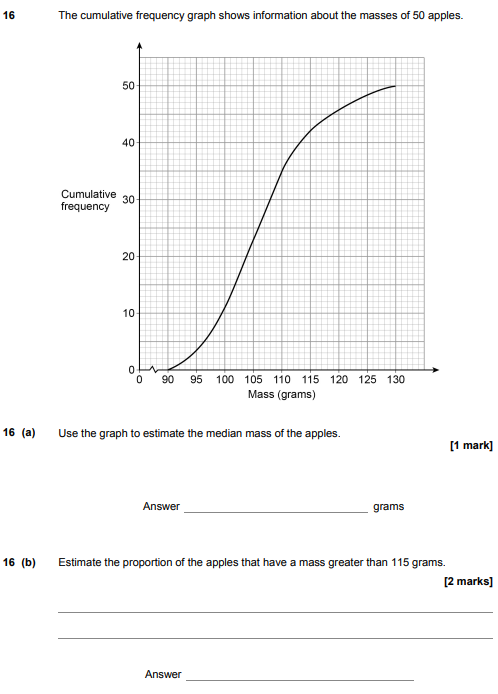 16 The cumulative frequency graph shows information about the masses of 50 apples.
50
40
Cumulative
frequency
30
20
10
0
0 90 95 100 105 110 115 120 125 130
Mass (grams)
16 (a) Use the graph to estimate the median mass of the apples.
[1 mark]
Answer grams
16 (b) Estimate the proportion of the apples that have a mass greater than 115 grams.
[2 marks]
Answer